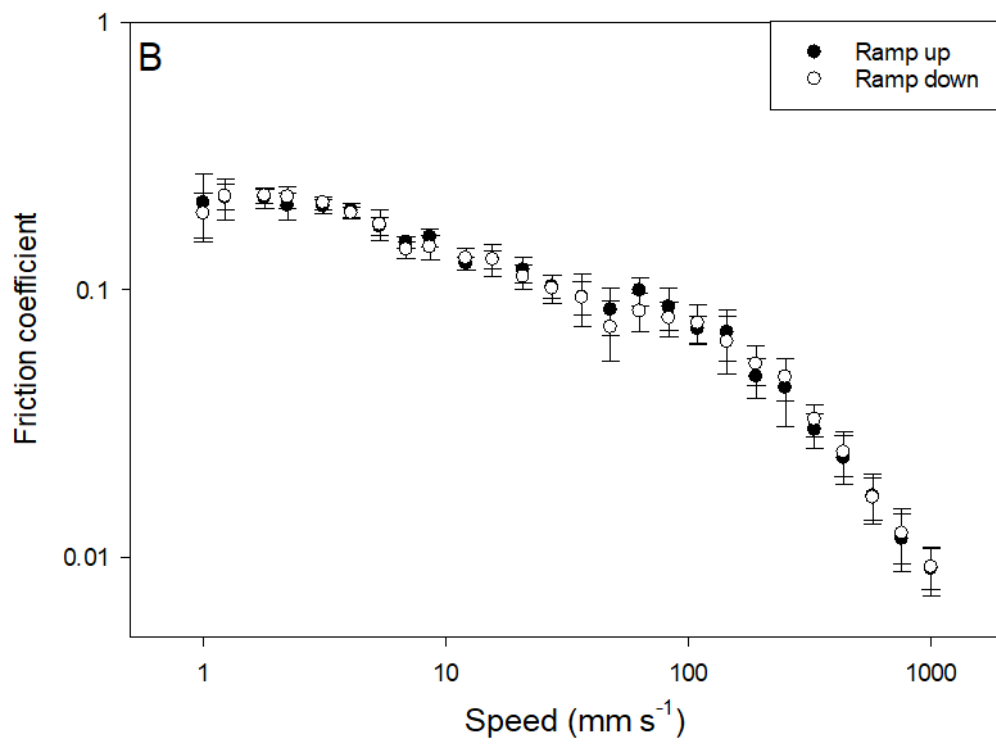 1
B
Ramp up
Ramp down
Friction coefficient
0.1
0.01
1 10 100 1000
Speed (mm s⁻¹)